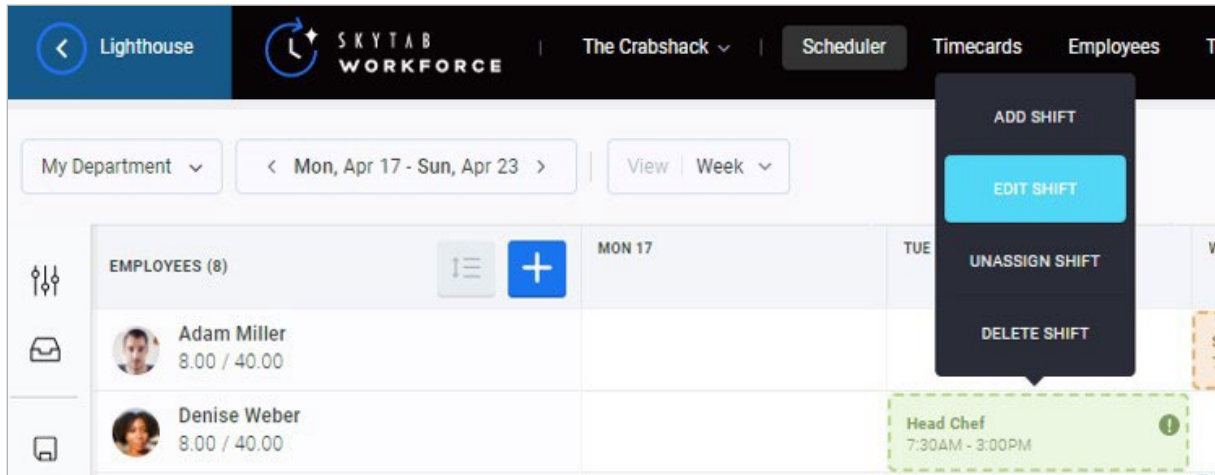 Lighthouse
SKYTAB
WORKFORCE
The Crabshack
Scheduler
Timecards
Employees
My Department
Mon, Apr 17 - Sun, Apr 23
View
Week
ADD SHIFT
EDIT SHIFT
UNASSIGN SHIFT
DELETE SHIFT
EMPLOYEES (8)
MON 17
TUE
Adam Miller
8.00 / 40.00
Denise Weber
8.00 / 40.00
Head Chef
7:30AM - 3:00PM